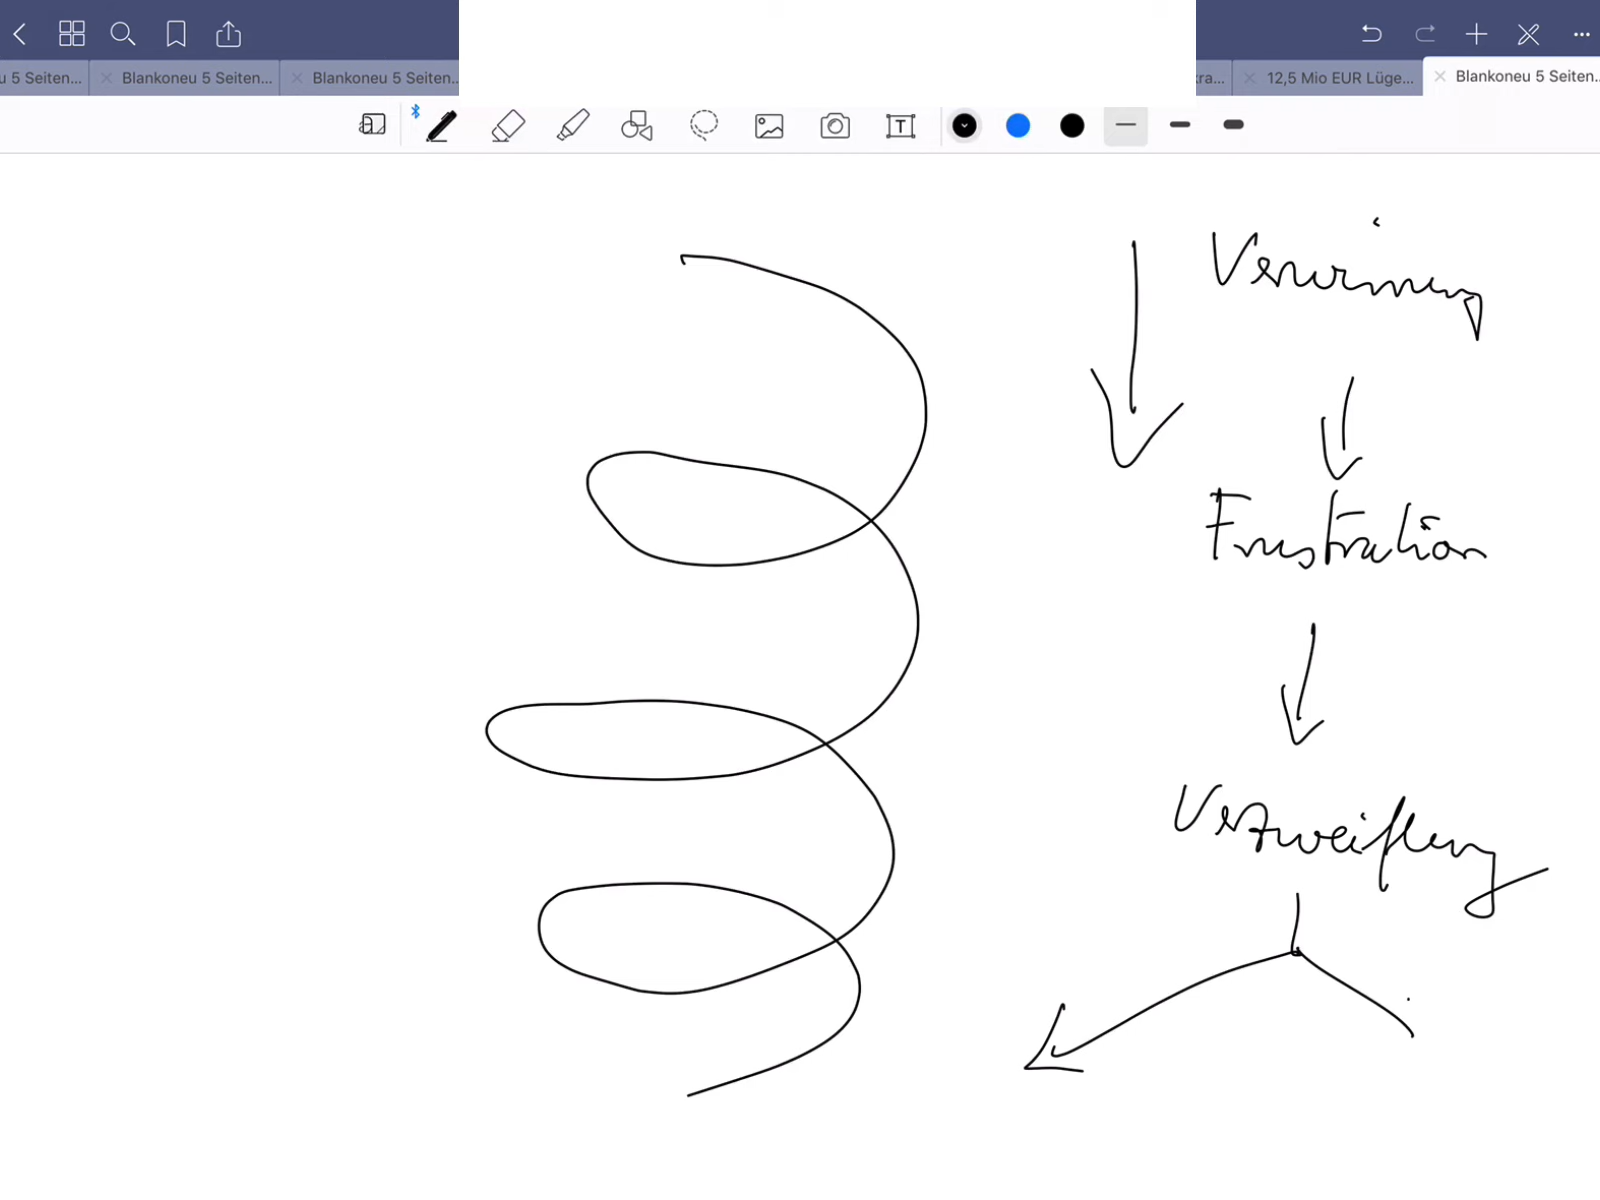 u 5 Seiten...
Blankoneu 5 Seiten...
Blankoneu 5 Seiten..
ra...
12,5 Mio EUR Lüge...
Blankoneu 5 Seiten..
a
T
Verwirrung
Frustration
Verzweiflung